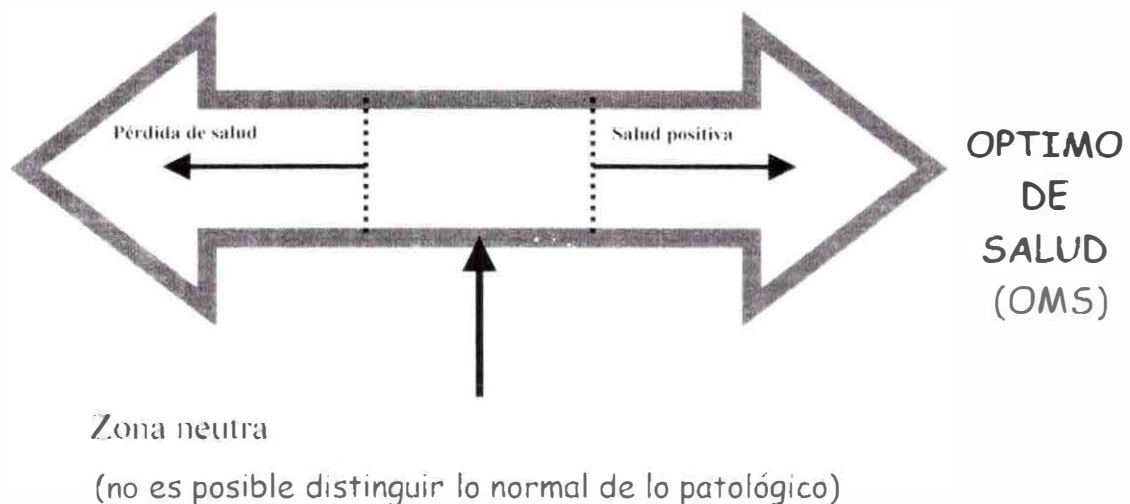 Pérdida de salud
Salud positiva
OPTIMO
DE
SALUD
(OMS)
Zona neutra
(no es posible distinguir lo normal de lo patológico)